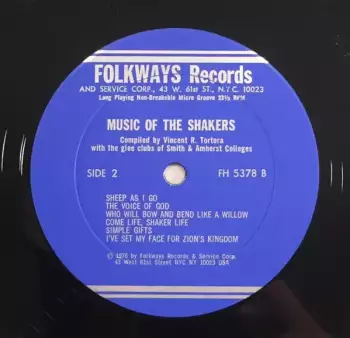 FOLKWAYS Records
AND SERVICE CORP., 43 W. 61st ST., N.Y.C. 10023
Long Playing Non-Breakable Micro Groove 33⅓ RPM
MUSIC OF THE SHAKERS
Compiled by Vincent R. Tortora
with the glee clubs of Smith & Amherst Colleges
SIDE 2 FH 5378 B
SHEEP AS I GO
THE VOICE OF GOD
WHO WILL BOW AND BEND LIKE A WILLOW
COME LIFE, SHAKER LIFE
SIMPLE GIFTS
I'VE SET MY FACE FOR ZION'S KINGDOM
© 1976 by Folkways Records & Service Corp.
43 West 61st Street NYC NY 10023 USA